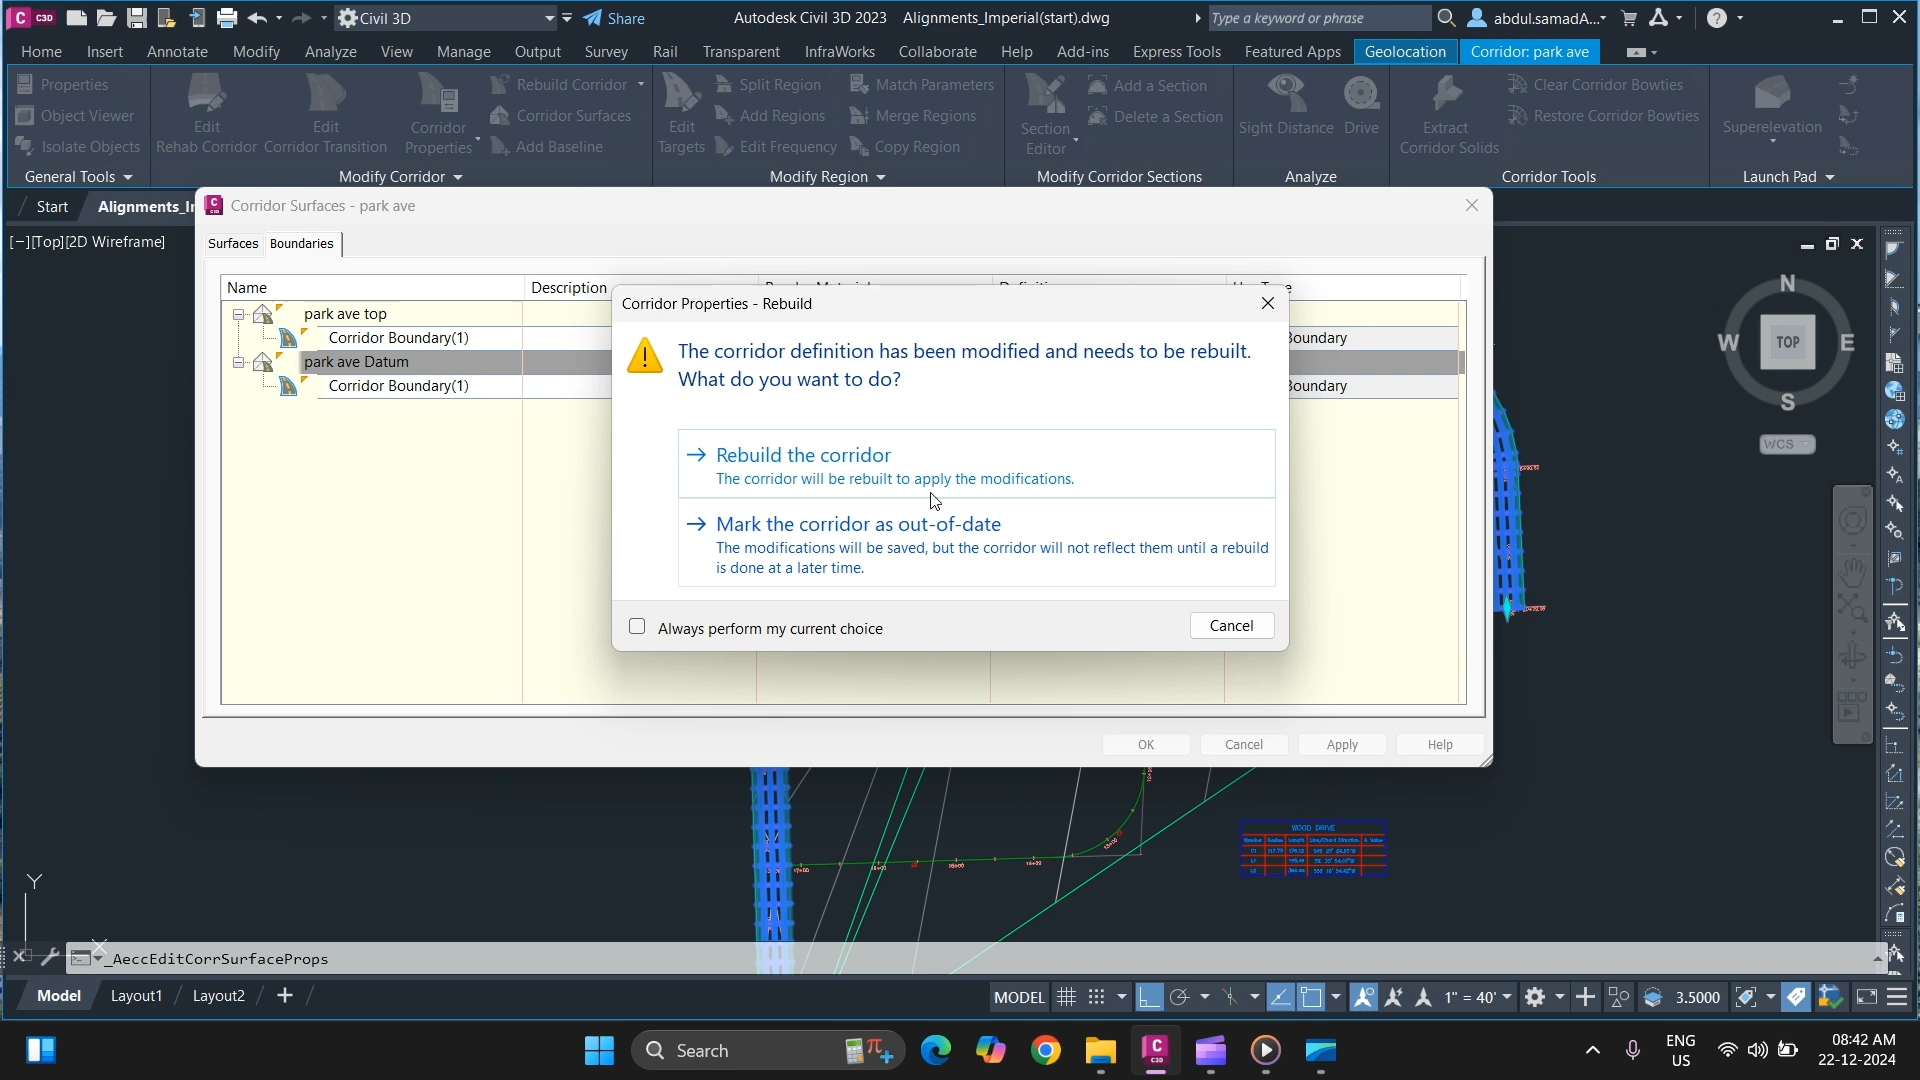 C3D
Civil 3D
Share
Autodesk Civil 3D 2023 Alignments_Imperial(start).dwg
Type a keyword or phrase
abdul.samadA...
Home Insert Annotate Modify Analyze View Manage Output Survey Rail Transparent InfraWorks Collaborate Help Add-ins Express Tools Featured Apps Geolocation Corridor: park ave
Properties
Object Viewer
Isolate Objects
General Tools
Edit
Rehab Corridor
Edit
Corridor Transition
Corridor
Properties
Rebuild Corridor
Corridor Surfaces
Add Baseline
Modify Corridor
Edit
Targets
Split Region
Add Regions
Edit Frequency
Match Parameters
Merge Regions
Copy Region
Modify Region
Section
Editor
Add a Section
Delete a Section
Modify Corridor Sections
Sight Distance
Drive
Analyze
Extract
Corridor Solids
Clear Corridor Bowties
Restore Corridor Bowties
Corridor Tools
Superelevation
Launch Pad
Start
Alignments_I
[−][Top][2D Wireframe]
Corridor Surfaces - park ave
Surfaces Boundaries
Name Description
park ave top
Corridor Boundary(1)
Boundary
park ave Datum
Corridor Boundary(1)
Boundary
Corridor Properties - Rebuild
The corridor definition has been modified and needs to be rebuilt.
What do you want to do?
Rebuild the corridor
The corridor will be rebuilt to apply the modifications.
Mark the corridor as out-of-date
The modifications will be saved, but the corridor will not reflect them until a rebuild
is done at a later time.
Always perform my current choice
Cancel
OK Cancel Apply Help
N
W TOP E
S
WCS
WOOD DRIVE
Y
_AeccEditCorrSurfaceProps
Model Layout1 Layout2
MODEL
1" = 40'
3.5000
Search
ENG
US
08:42 AM
22-12-2024